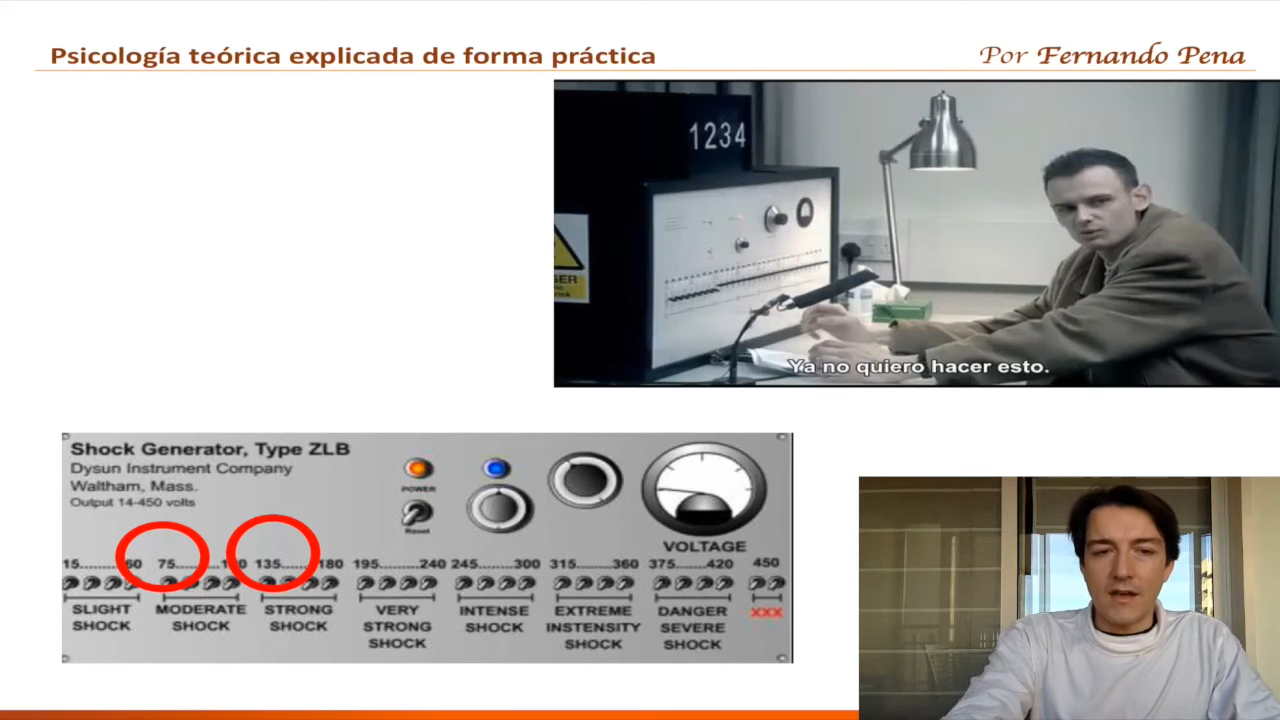 Psicología teórica explicada de forma práctica
Por Fernando Pena
1234
GER
Ya no quiero hacer esto.
Shock Generator, Type ZLB
Dysun Instrument Company
Waltham, Mass.
Output 14-450 volts
POWER
Reset
VOLTAGE
15.........60 75......... 135......180 195.........240 245.........300 315.........360 375.........420 450
SLIGHT SHOCK
MODERATE SHOCK
STRONG SHOCK
VERY STRONG SHOCK
INTENSE SHOCK
EXTREME INSTENSITY SHOCK
DANGER SEVERE SHOCK
XXX